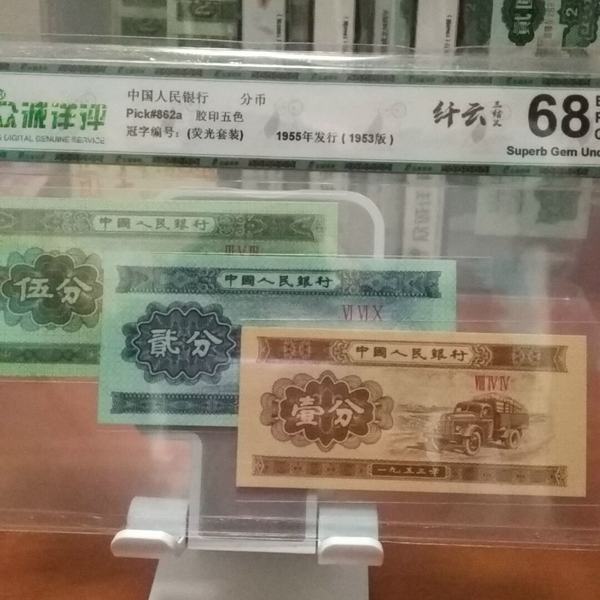 众诚详评
DIGITAL GENUINE SERVICE
中国人民银行 分币
Pick#862a 胶印五色
冠字编号：(荧光套装)
1955年发行 (1953版)
纤云
68
Superb Gem Unc
中國人民銀行
伍分
中國人民銀行
貳分
VI VI X
中國人民銀行
壹分
VIII IV IV
一九五三年